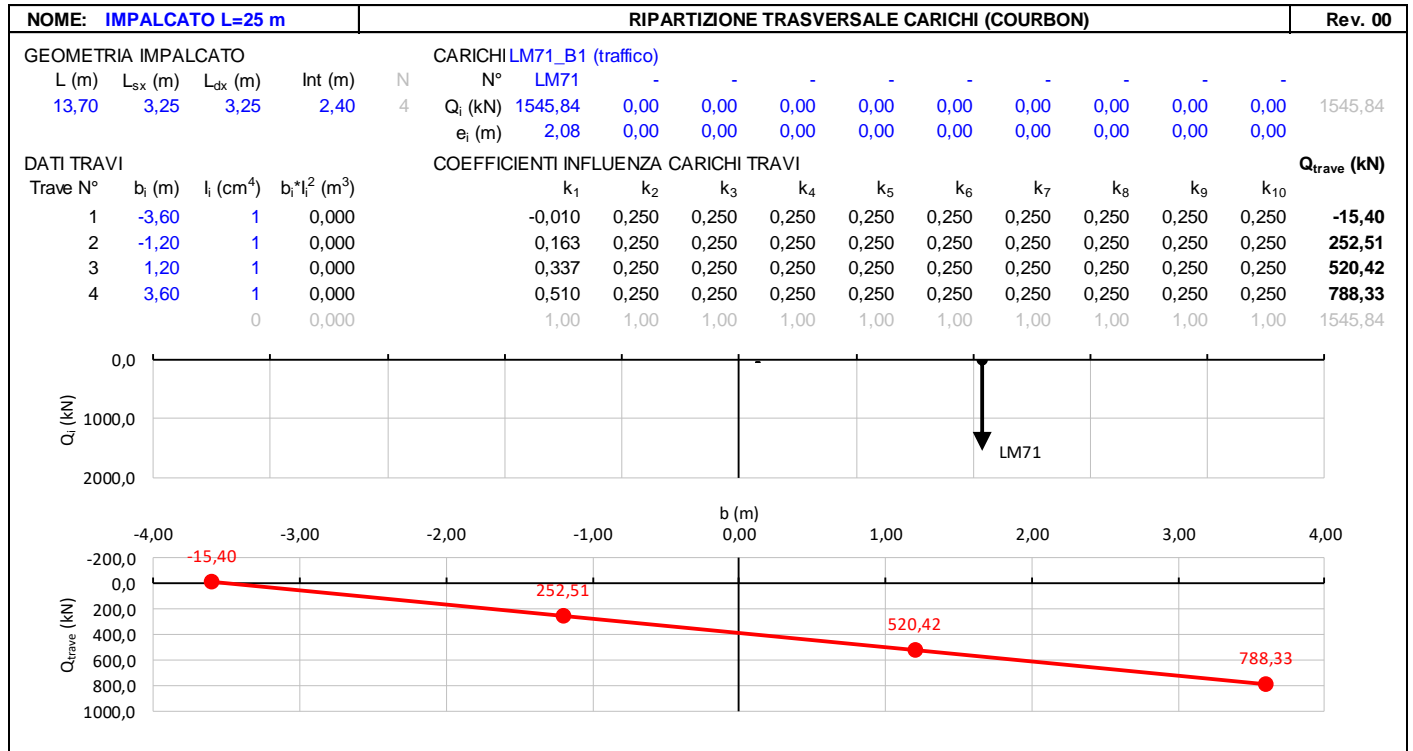 NOME: IMPALCATO L=25 m RIPARTIZIONE TRASVERSALE CARICHI (COURBON) Rev. 00
GEOMETRIA IMPALCATO CARICHI LM71_B1 (traffico)
L (m) Lsx (m) Ldx (m) Int (m) N N° LM71 - - - - - - - - -
13,70 3,25 3,25 2,40 4 Qi (kN) 1545,84 0,00 0,00 0,00 0,00 0,00 0,00 0,00 0,00 0,00 1545,84
ei (m) 2,08 0,00 0,00 0,00 0,00 0,00 0,00 0,00 0,00 0,00
DATI TRAVI COEFFICIENTI INFLUENZA CARICHI TRAVI Qtrave (kN)
Trave N° bi (m) Ii (cm⁴) bi*Ii² (m³) k1 k2 k3 k4 k5 k6 k7 k8 k9 k10
1 -3,60 1 0,000 -0,010 0,250 0,250 0,250 0,250 0,250 0,250 0,250 0,250 0,250 -15,40
2 -1,20 1 0,000 0,163 0,250 0,250 0,250 0,250 0,250 0,250 0,250 0,250 0,250 252,51
3 1,20 1 0,000 0,337 0,250 0,250 0,250 0,250 0,250 0,250 0,250 0,250 0,250 520,42
4 3,60 1 0,000 0,510 0,250 0,250 0,250 0,250 0,250 0,250 0,250 0,250 0,250 788,33
0 0,000 1,00 1,00 1,00 1,00 1,00 1,00 1,00 1,00 1,00 1,00 1545,84
0,0
1000,0
2000,0
Qi (kN)
LM71
b (m)
-4,00 -3,00 -2,00 -1,00 0,00 1,00 2,00 3,00 4,00
-200,0
0,0
200,0
400,0
600,0
800,0
1000,0
Qtrave (kN)
-15,40
252,51
520,42
788,33